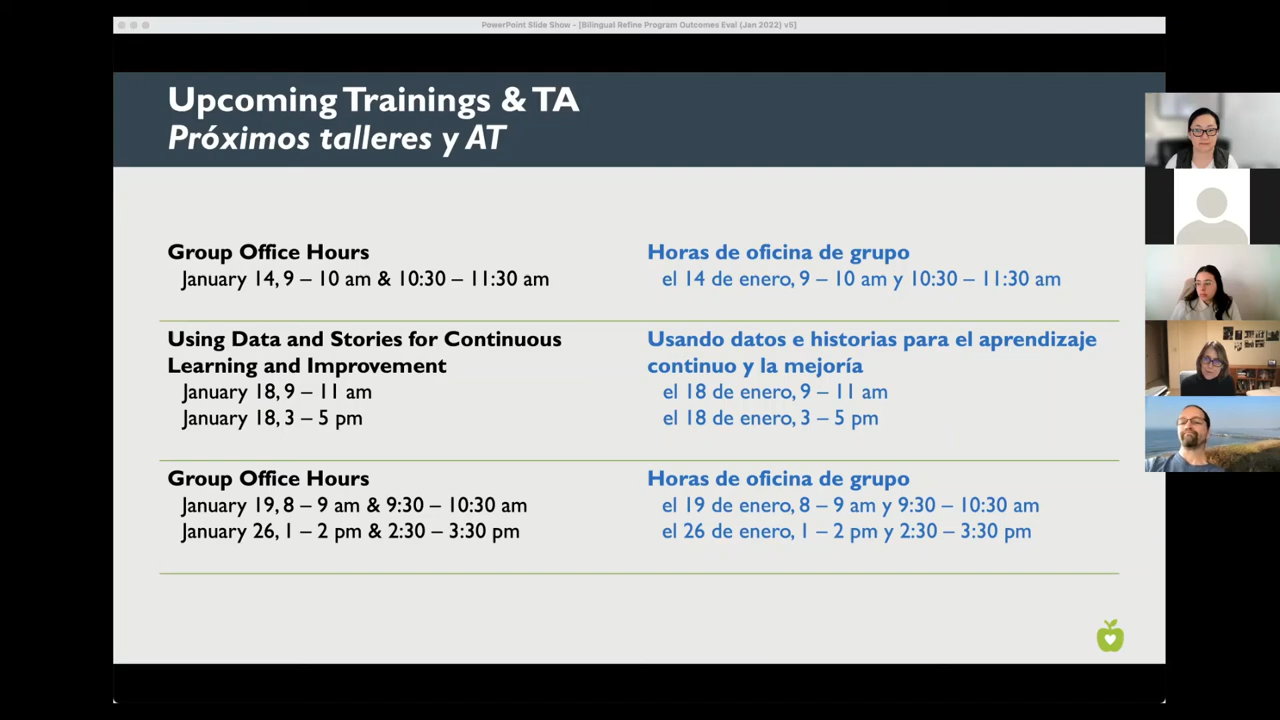 PowerPoint Slide Show - [Bilingual Refine Program Outcomes Eval (Jan 2022) v5]
Upcoming Trainings & TA
Próximos talleres y AT
Group Office Hours
January 14, 9 – 10 am & 10:30 – 11:30 am
Horas de oficina de grupo
el 14 de enero, 9 – 10 am y 10:30 – 11:30 am
Using Data and Stories for Continuous
Learning and Improvement
January 18, 9 – 11 am
January 18, 3 – 5 pm
Usando datos e historias para el aprendizaje
continuo y la mejoría
el 18 de enero, 9 – 11 am
el 18 de enero, 3 – 5 pm
Group Office Hours
January 19, 8 – 9 am & 9:30 – 10:30 am
January 26, 1 – 2 pm & 2:30 – 3:30 pm
Horas de oficina de grupo
el 19 de enero, 8 – 9 am y 9:30 – 10:30 am
el 26 de enero, 1 – 2 pm y 2:30 – 3:30 pm